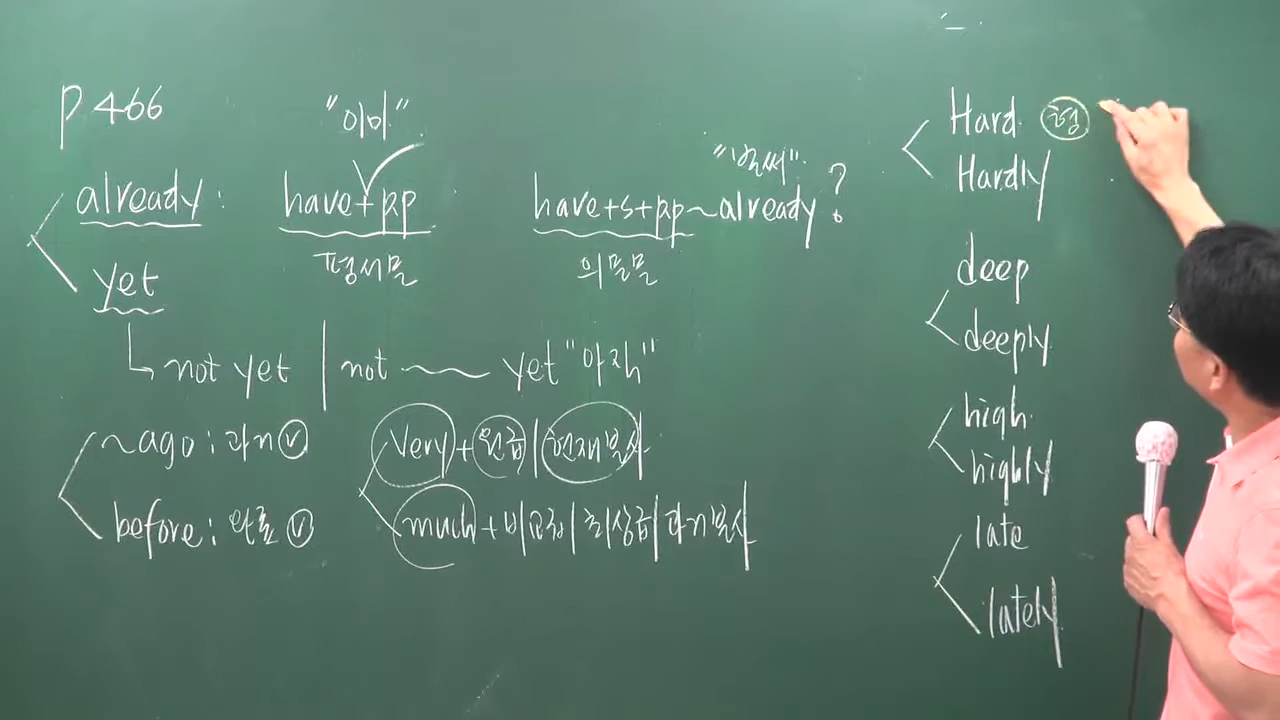 P 466
"이미"
already : have+pp
평서문
have+s+pp~already ?
"벌써"
의문문
yet
not yet | not ~ yet "아직"
~ago : 과거 ✓
before : 완료 ✓
Very + 원급 | 현재분사
much + 비교급 | 최상급 | 과거분사
Hard 형
Hardly
deep
deeply
high
highly
late
lately